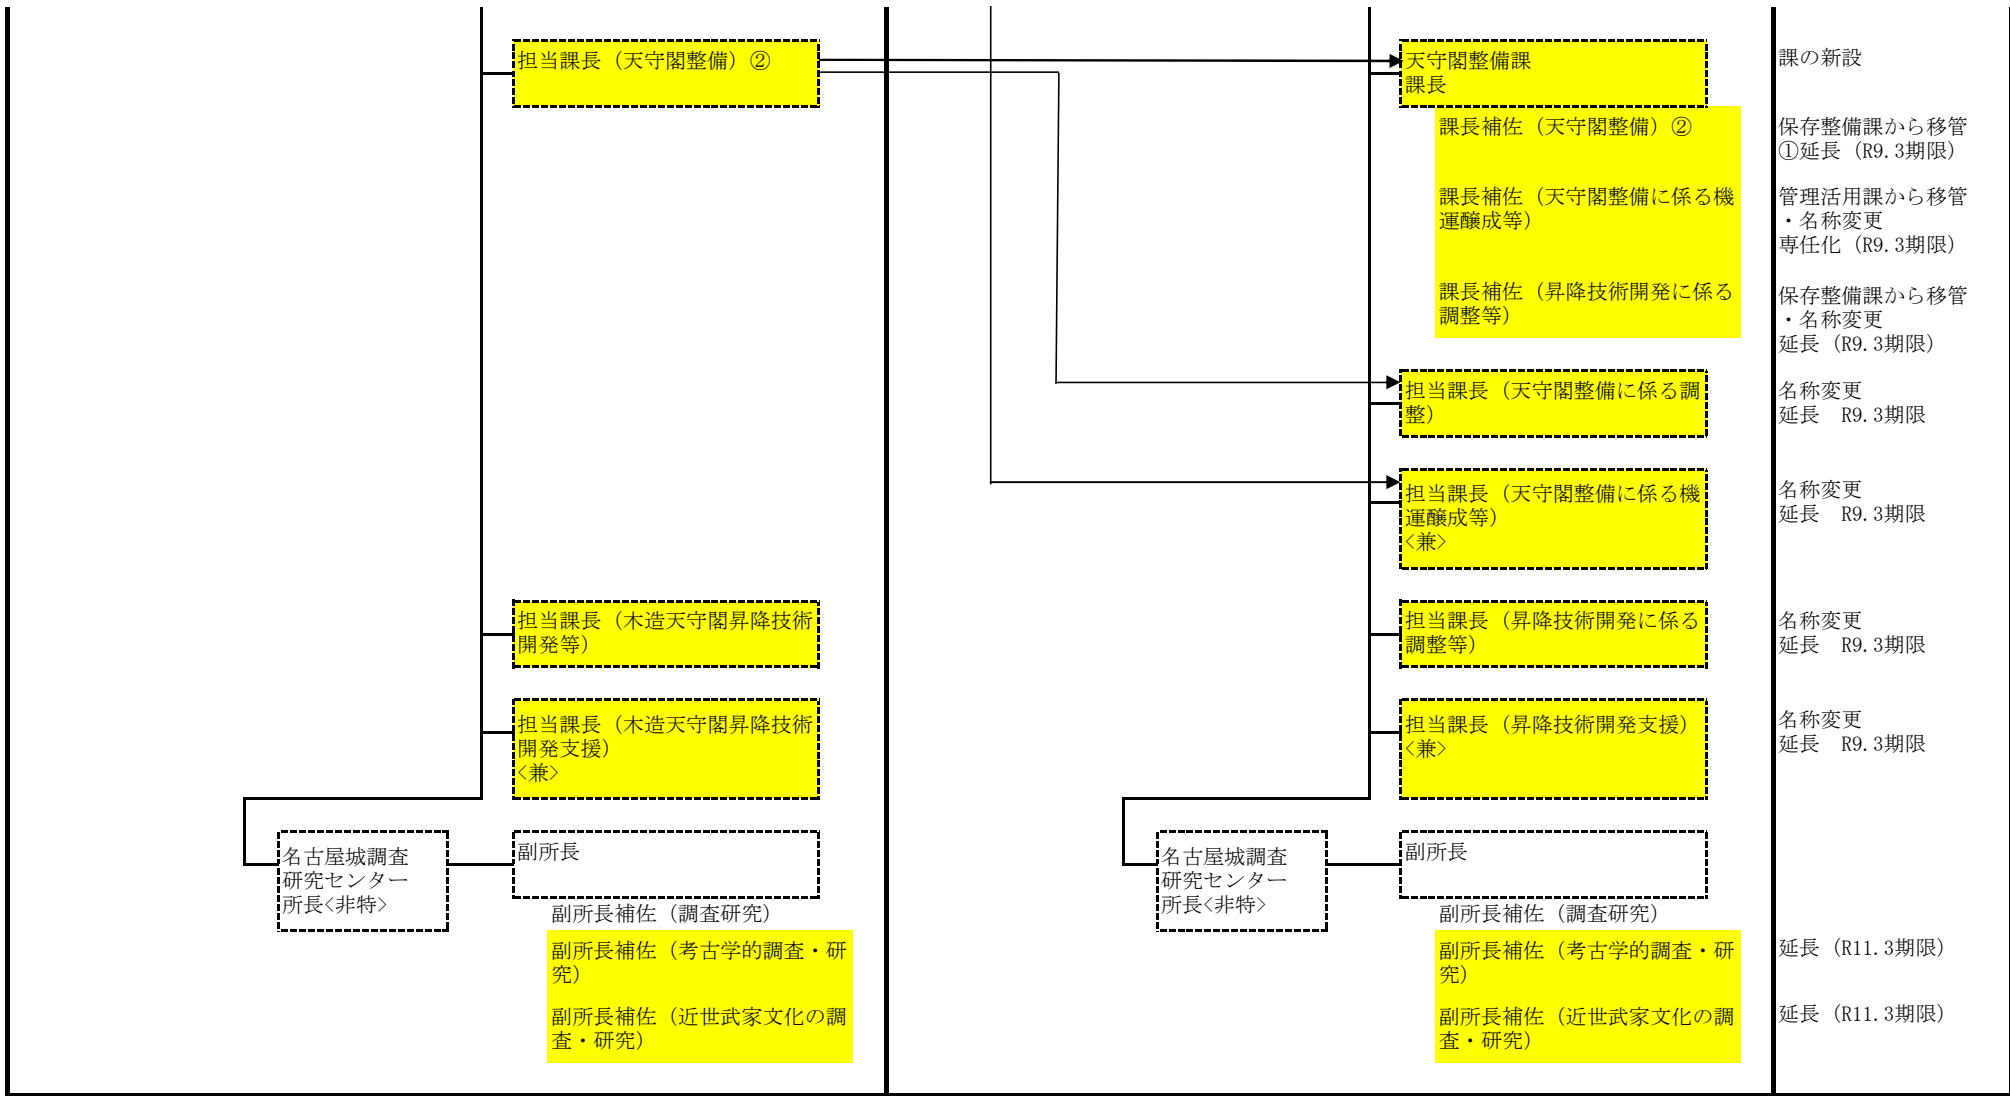 担当課長（天守閣整備）②
担当課長（木造天守閣昇降技術
開発等）
担当課長（木造天守閣昇降技術
開発支援）
<兼>
名古屋城調査
研究センター
所長<非特>
副所長
副所長補佐（調査研究）
副所長補佐（考古学的調査・研
究）
副所長補佐（近世武家文化の調
査・研究）
天守閣整備課
課長
課長補佐（天守閣整備）②
課長補佐（天守閣整備に係る機
運醸成等）
課長補佐（昇降技術開発に係る
調整等）
担当課長（天守閣整備に係る調
整）
担当課長（天守閣整備に係る機
運醸成等）
<兼>
担当課長（昇降技術開発に係る
調整等）
担当課長（昇降技術開発支援）
<兼>
名古屋城調査
研究センター
所長<非特>
副所長
副所長補佐（調査研究）
副所長補佐（考古学的調査・研
究）
副所長補佐（近世武家文化の調
査・研究）
課の新設
保存整備課から移管
①延長（R9.3期限）
管理活用課から移管
・名称変更
専任化（R9.3期限）
保存整備課から移管
・名称変更
延長（R9.3期限）
名称変更
延長　R9.3期限
名称変更
延長　R9.3期限
名称変更
延長　R9.3期限
名称変更
延長　R9.3期限
延長（R11.3期限）
延長（R11.3期限）